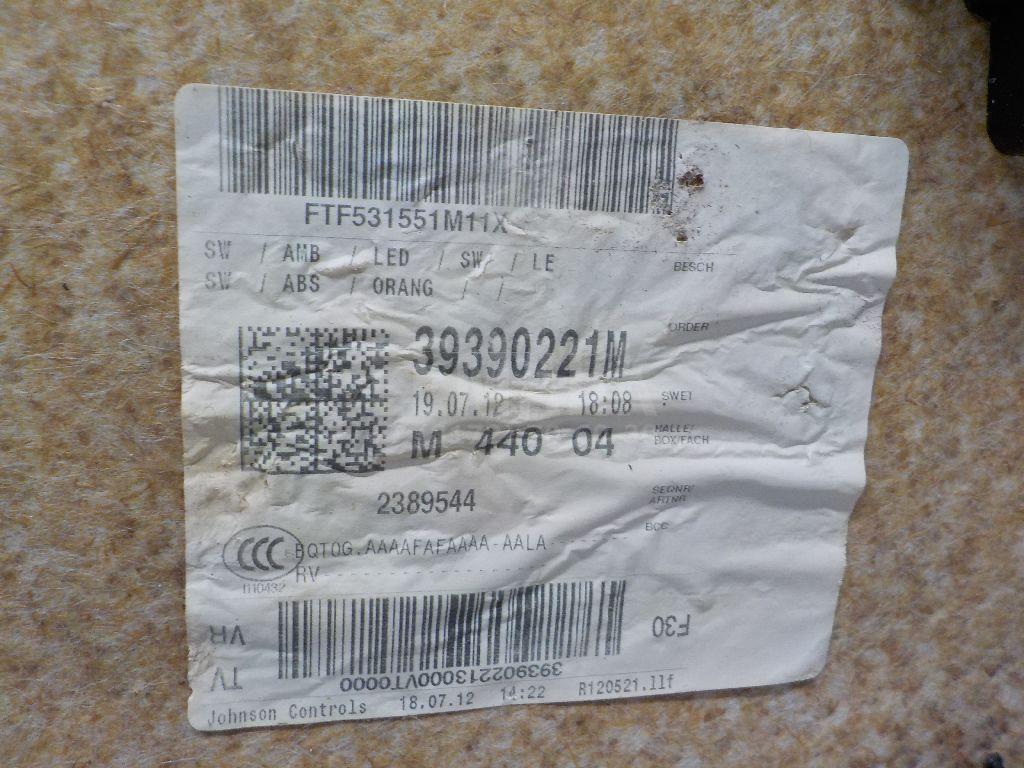 FTF531551M11X
SW / AMB / LED / SW / LE
BESCH
SW / ABS / ORANG / /
ORDER
39390221M
19.07.12 18:08
SWET
M 440 04
HALLE/
BOX/FACH
2389544
SEQNR/
ARTNR
BCC
CCC
BQTOG.AAAAFAFAAAA-AALA
RV
1110432
VR
F30
TV
393902213000VT0000
Johnson Controls 18.07.12 14:22 R120521.llf